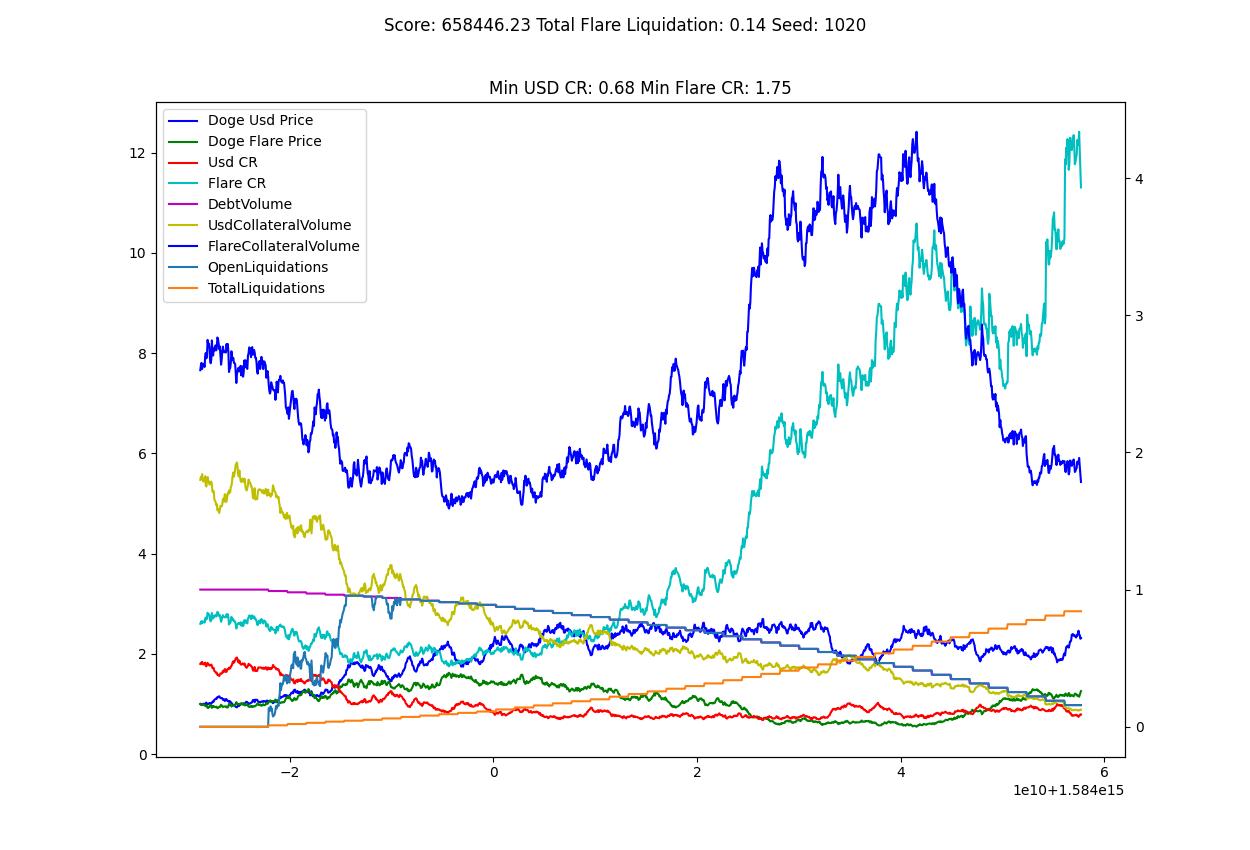 Score: 658446.23 Total Flare Liquidation: 0.14 Seed: 1020
Min USD CR: 0.68 Min Flare CR: 1.75
Doge Usd Price
Doge Flare Price
Usd CR
Flare CR
DebtVolume
UsdCollateralVolume
FlareCollateralVolume
OpenLiquidations
TotalLiquidations
12
10
8
6
4
2
0
4
3
2
1
0
−2
0
2
4
6
1e10+1.584e15